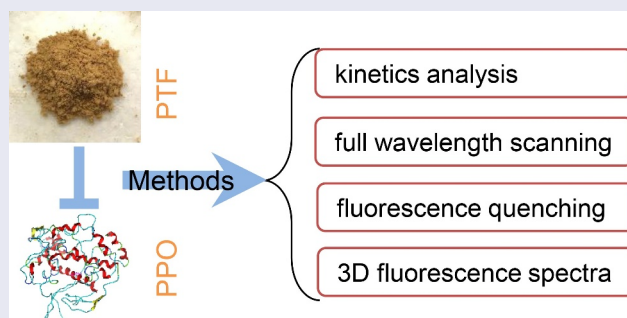 PTF
PPO
Methods
kinetics analysis
full wavelength scanning
fluorescence quenching
3D fluorescence spectra